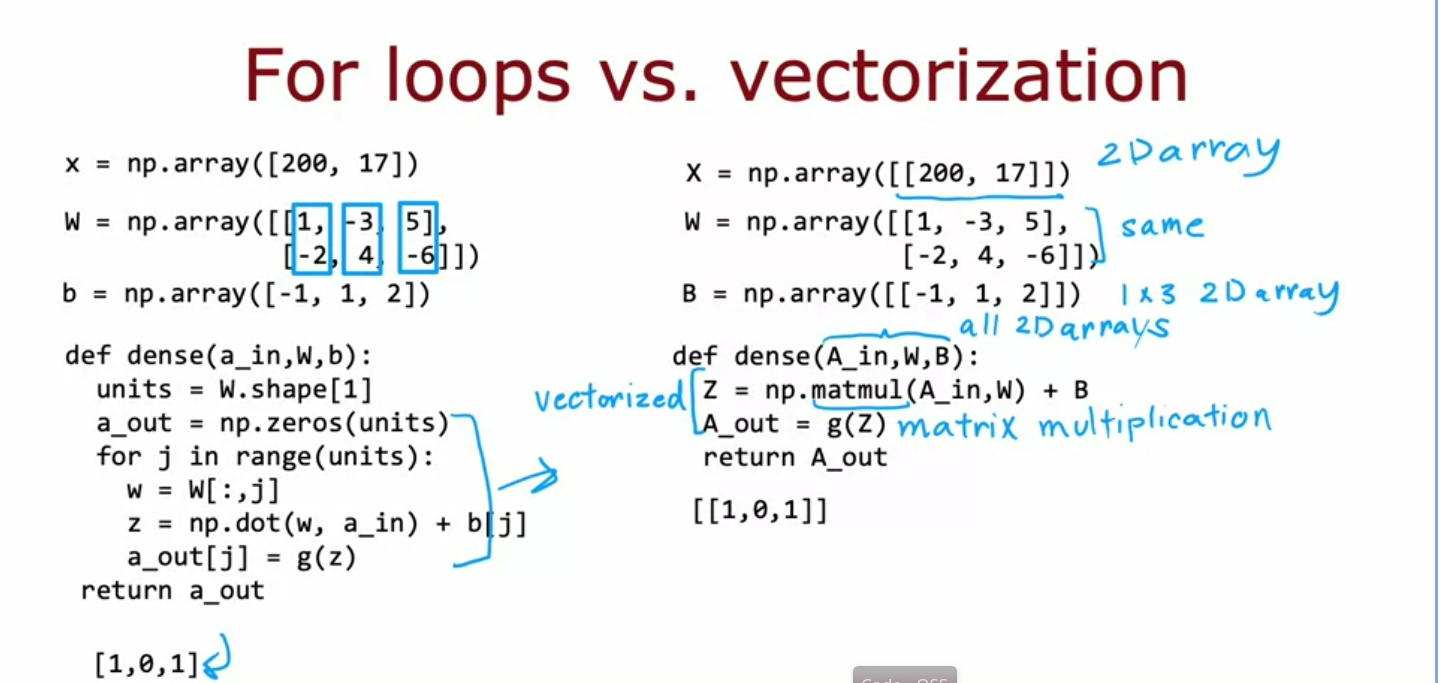 For loops vs. vectorization
x = np.array([200, 17])
W = np.array([[1, -3, 5],
[-2, 4, -6]])
b = np.array([-1, 1, 2])
def dense(a_in,W,b):
units = W.shape[1]
a_out = np.zeros(units)
for j in range(units):
w = W[:,j]
z = np.dot(w, a_in) + b[j]
a_out[j] = g(z)
return a_out
[1,0,1]
X = np.array([[200, 17]]) 2D array
W = np.array([[1, -3, 5],
[-2, 4, -6]])
same
B = np.array([[-1, 1, 2]]) 1x3 2D array
all 2D arrays
def dense(A_in,W,B):
vectorized
Z = np.matmul(A_in,W) + B
A_out = g(Z) matrix multiplication
return A_out
[[1,0,1]]